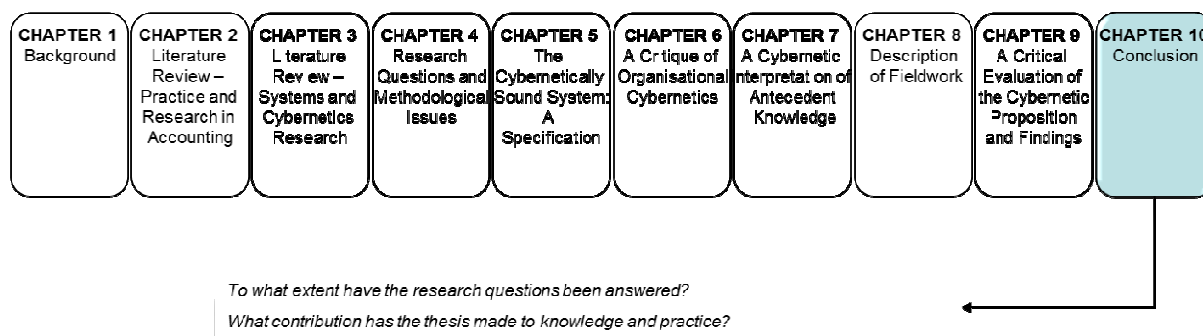 CHAPTER 1
Background
CHAPTER 2
Literature
Review –
Practice and
Research in
Accounting
CHAPTER 3
L terature
Rev ew –
Systems and
Cybernetics
Research
CHAPTER 4
Research
Questions and
Methodological
Issues
CHAPTER 5
The
Cybernetically
Sound System:
A
Specification
CHAPTER 6
A Critique of
Organisational
Cybernetics
CHAPTER 7
A Cybernetic
nterpretation of
Antecedent
Knowledge
CHAPTER 8
Description
of Fieldwork
CHAPTER 9
A Critical
Evaluation of
the Cybernetic
Proposition
and Findings
CHAPTER 10
Conclusion
To what extent have the research questions been answered?
What contribution has the thesis made to knowledge and practice?